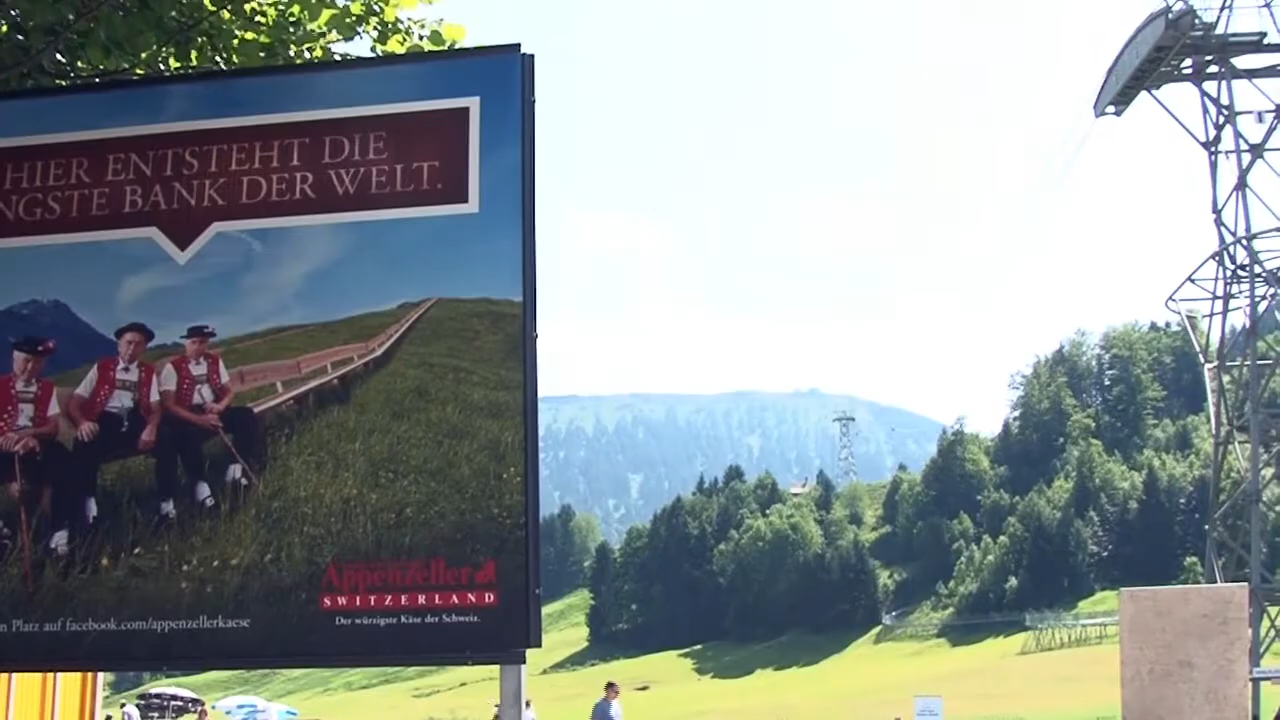 HIER ENTSTEHT DIE
NGSTE BANK DER WELT.
Appenzeller
SWITZERLAND
Der würzigste Käse der Schweiz.
n Platz auf facebook.com/appenzellerkaese